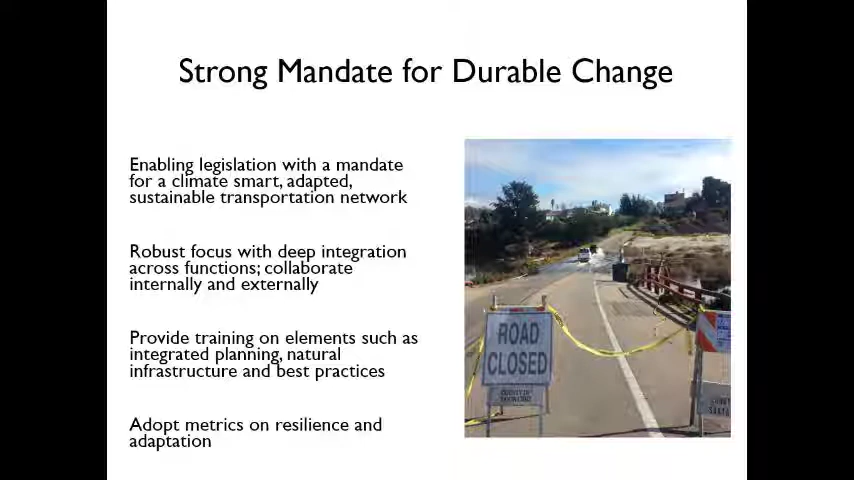 Strong Mandate for Durable Change
Enabling legislation with a mandate
for a climate smart, adapted,
sustainable transportation network
Robust focus with deep integration
across functions; collaborate
internally and externally
Provide training on elements such as
integrated planning, natural
infrastructure and best practices
Adopt metrics on resilience and
adaptation
ROAD
CLOSED